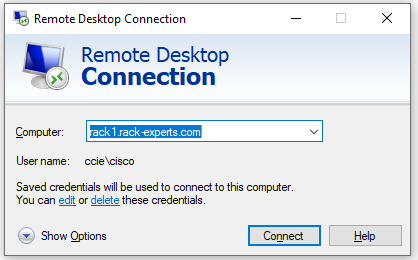 Remote Desktop Connection
Remote Desktop
Connection
Computer: rack1.rack-experts.com
User name: ccie\cisco
Saved credentials will be used to connect to this computer.
You can edit or delete these credentials.
Show Options Connect Help